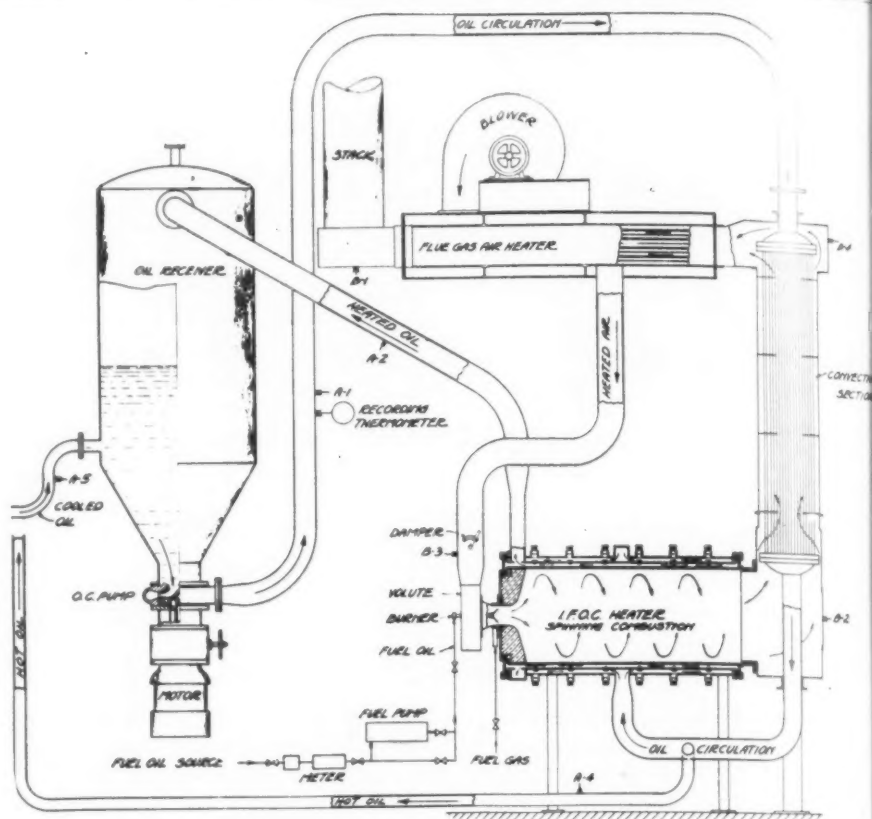 OIL CIRCULATION
BLOWER
STACK
FLUE GAS AIR HEATER
B-1
OIL RECEIVER
HEATED OIL
A-2
HEATED AIR
A-1
RECORDING
THERMOMETER
CONVECTIO
SECTION
A-5
COOLED
OIL
DAMPER
B-3
VOLUTE
BURNER
FUEL OIL
I.F.O.C. HEATER
SPINNING COMBUSTION
B-2
O.C. PUMP
HOT OIL
MOTOR
FUEL PUMP
FUEL OIL SOURCE
METER
FUEL GAS
OIL CIRCULATION
A-4
HOT OIL